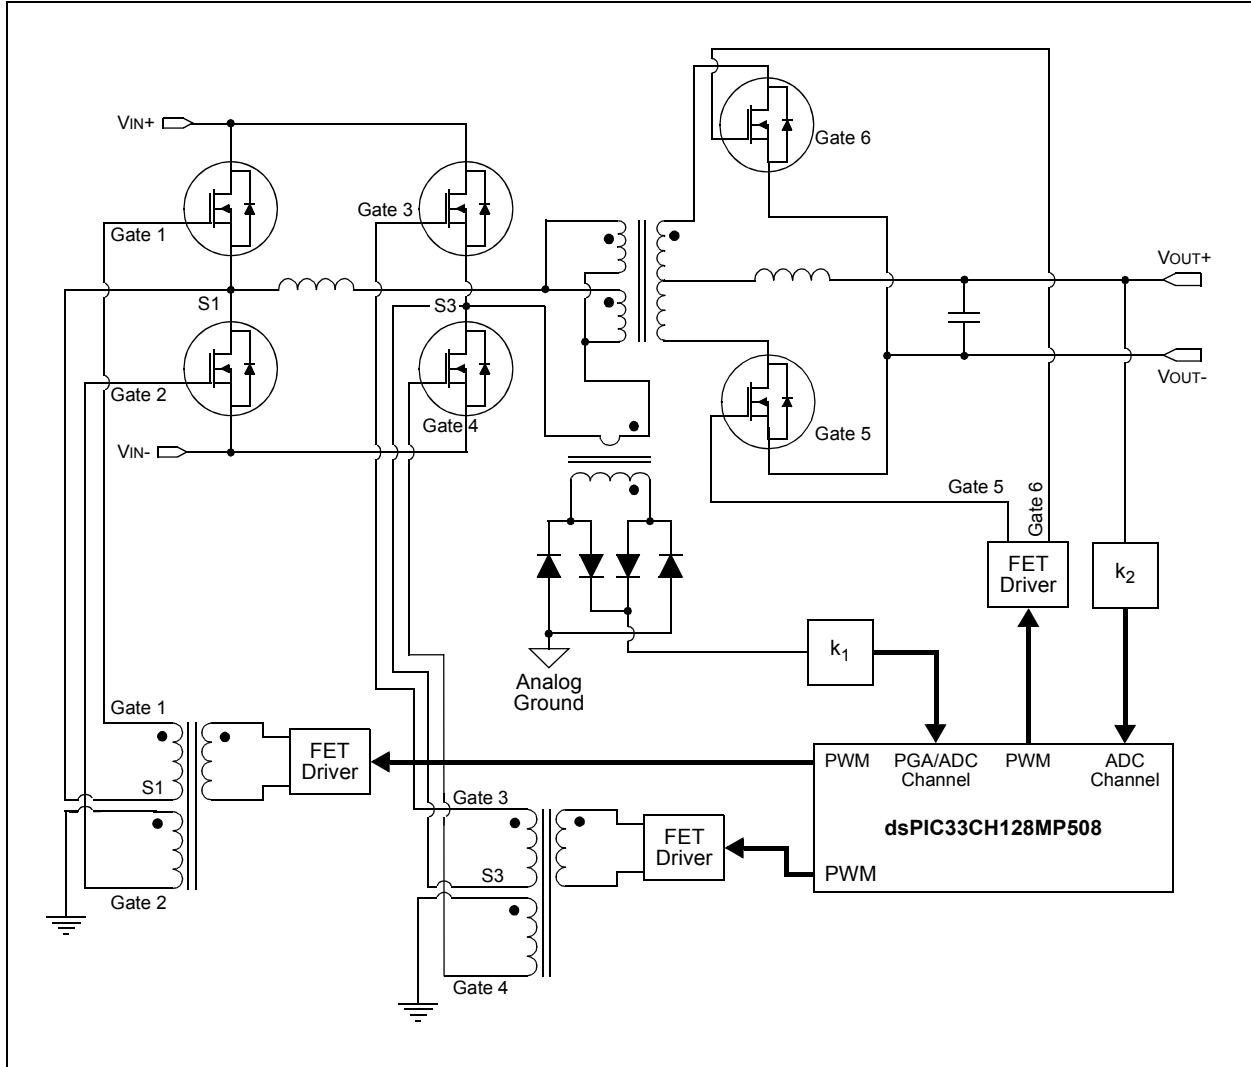 Gate 6
VIN+
Gate 3
Gate 1
VOUT+
S1
S3
VOUT-
Gate 2
Gate 4
Gate 5
VIN-
Gate 5
Gate 6
FET
Driver
k2
k1
Analog
Ground
Gate 1
FET
Driver
PWM
PGA/ADC
Channel
PWM
ADC
Channel
S1
Gate 3
dsPIC33CH128MP508
FET
Driver
S3
PWM
Gate 2
Gate 4